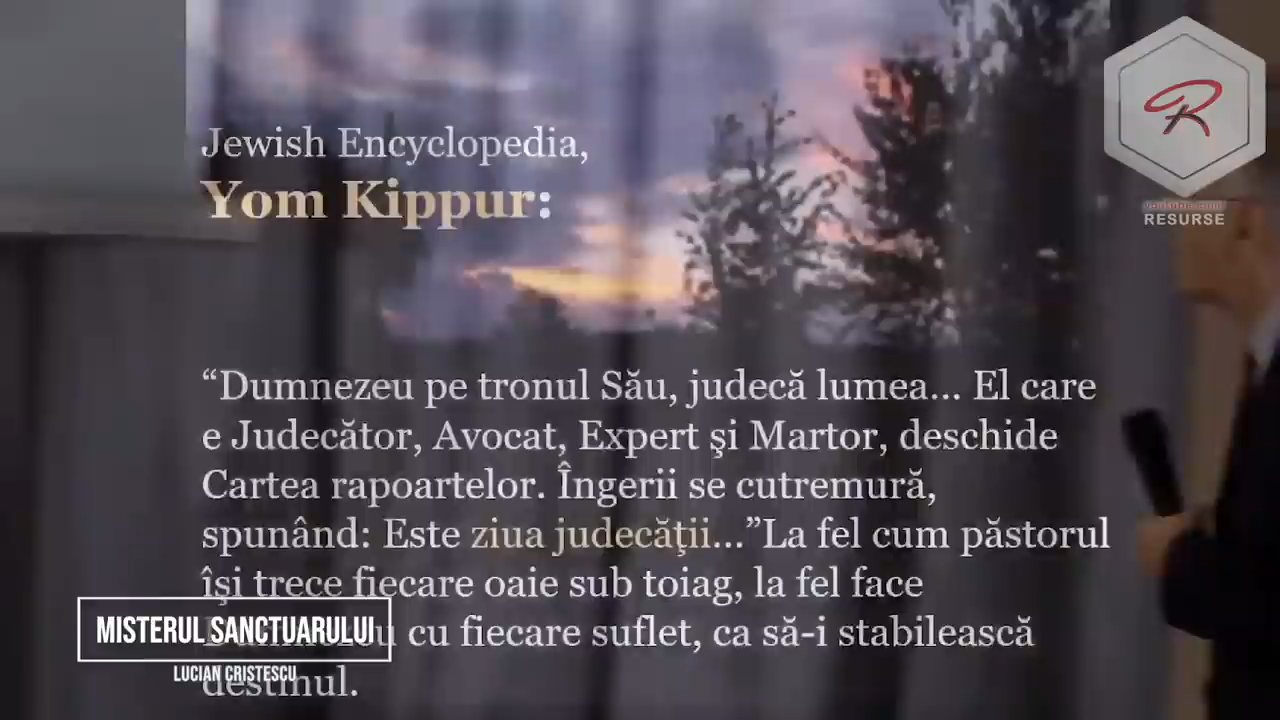 Jewish Encyclopedia,
Yom Kippur:
R
RESURSE
“Dumnezeu pe tronul Său, judecă lumea... El care
e Judecător, Avocat, Expert şi Martor, deschide
Cartea rapoartelor. Îngerii se cutremură,
spunând: Este ziua judecăţii...”La fel cum păstorul
îşi trece fiecare oaie sub toiag, la fel face
cu fiecare suflet, ca să-i stabilească
destinul.
MISTERUL SANCTUARULUI
LUCIAN CRISTESCU